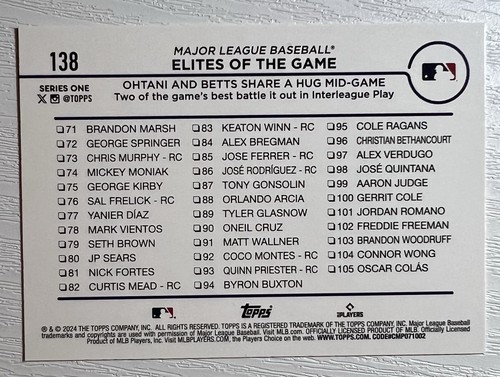 138
MAJOR LEAGUE BASEBALL®
ELITES OF THE GAME
SERIES ONE
@TOPPS
OHTANI AND BETTS SHARE A HUG MID-GAME
Two of the game's best battle it out in Interleague Play
71 BRANDON MARSH
72 GEORGE SPRINGER
73 CHRIS MURPHY - RC
74 MICKEY MONIAK
75 GEORGE KIRBY
76 SAL FRELICK - RC
77 YANIER DÍAZ
78 MARK VIENTOS
79 SETH BROWN
80 JP SEARS
81 NICK FORTES
82 CURTIS MEAD - RC
83 KEATON WINN - RC
84 ALEX BREGMAN
85 JOSE FERRER - RC
86 JOSÉ RODRÍGUEZ - RC
87 TONY GONSOLIN
88 ORLANDO ARCIA
89 TYLER GLASNOW
90 ONEIL CRUZ
91 MATT WALLNER
92 COCO MONTES - RC
93 QUINN PRIESTER - RC
94 BYRON BUXTON
95 COLE RAGANS
96 CHRISTIAN BETHANCOURT
97 ALEX VERDUGO
98 JOSÉ QUINTANA
99 AARON JUDGE
100 GERRIT COLE
101 JORDAN ROMANO
102 FREDDIE FREEMAN
103 BRANDON WOODRUFF
104 CONNOR WONG
105 OSCAR COLÁS
Topps
PLAYERS
® & © 2024 THE TOPPS COMPANY, INC. ALL RIGHTS RESERVED. TOPPS IS A REGISTERED TRADEMARK OF THE TOPPS COMPANY, INC. Major League Baseball
trademarks and copyrights are used with permission of Major League Baseball. Visit MLB.com. OFFICIALLY LICENSED PRODUCT OF MLB. Officially Licensed
Product of MLB Players, Inc. Visit MLBPLAYERS.com, the Players Choice on the web. WWW.TOPPS.COM. CODE#CMP071002